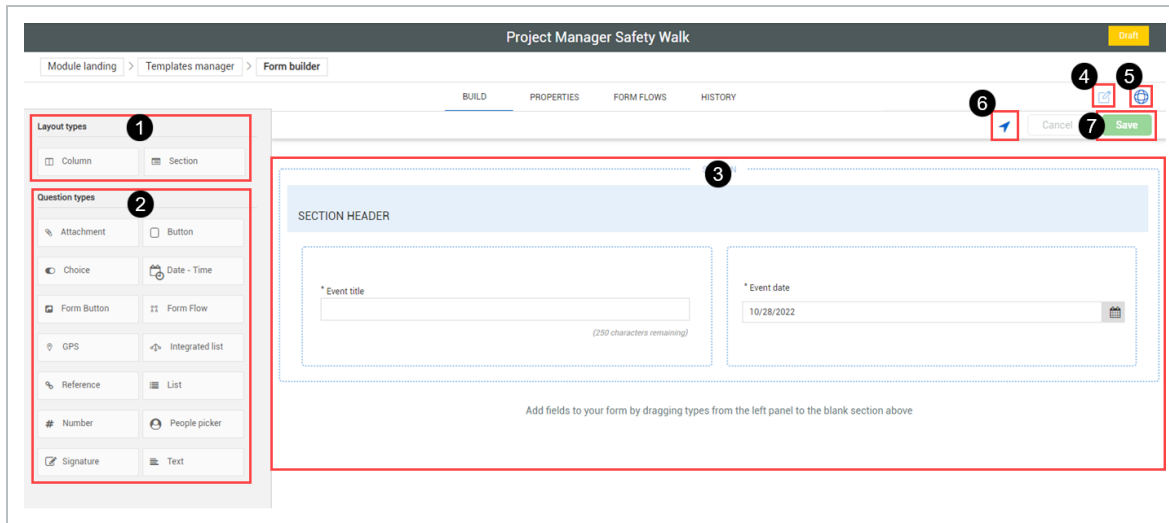 Project Manager Safety Walk
Draft
Module landing > Templates manager > Form builder
4 5
BUILD PROPERTIES FORM FLOWS HISTORY
6
Cancel 7 Save
Layout types
1
Column Section
3
Question types
2
SECTION HEADER
Attachment Button
Choice Date - Time
* Event title
* Event date
10/28/2022
Form Button Form Flow
(250 characters remaining)
GPS Integrated list
Reference List
Add fields to your form by dragging types from the left panel to the blank section above
# Number People picker
Signature Text